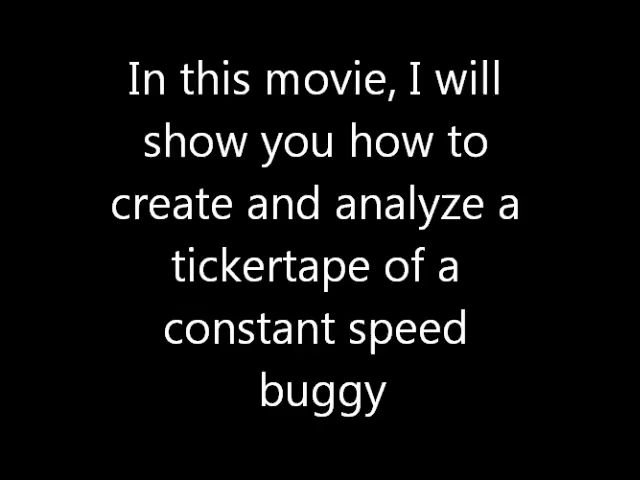 In this movie, I will
show you how to
create and analyze a
tickertape of a
constant speed
buggy